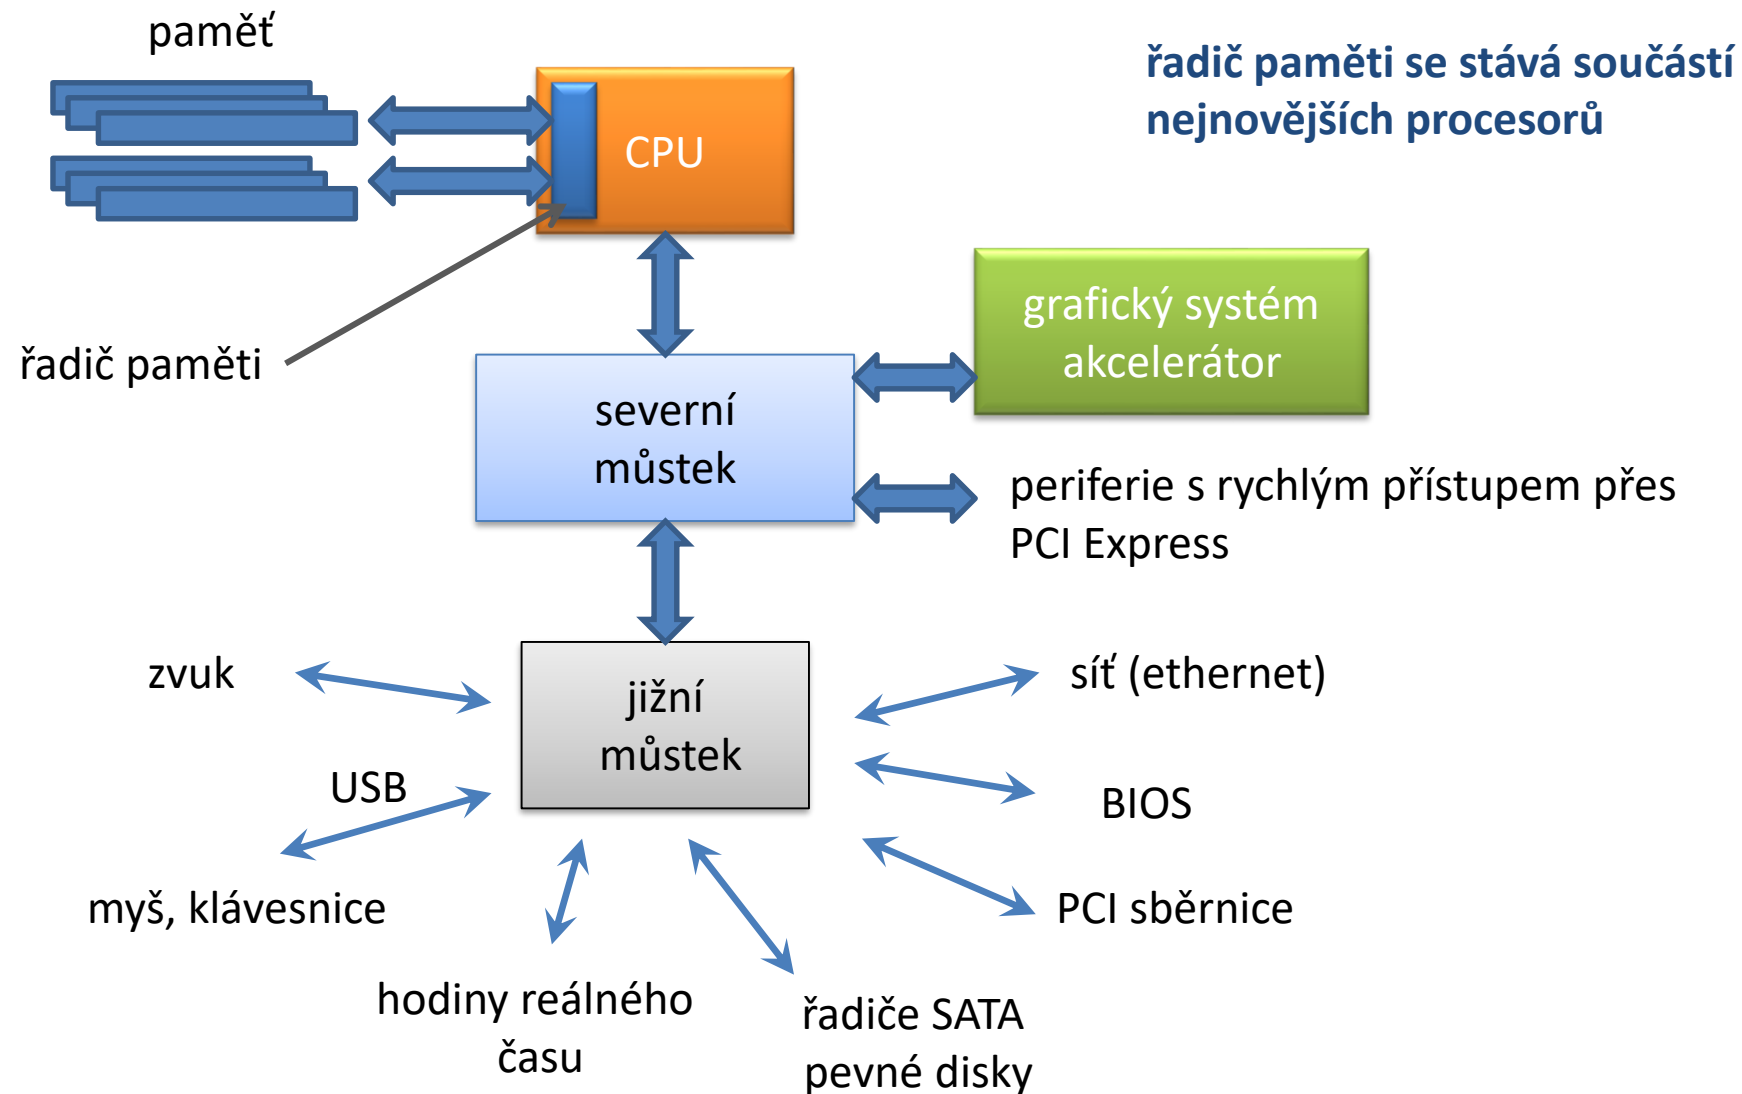 paměť
řadič paměti se stává součástí
nejnovějších procesorů
CPU
grafický systém
akcelerátor
řadič paměti
severní
můstek
periferie s rychlým přístupem přes
PCI Express
zvuk
jižní
můstek
síť (ethernet)
USB
BIOS
myš, klávesnice
PCI sběrnice
hodiny reálného
času
řadiče SATA
pevné disky